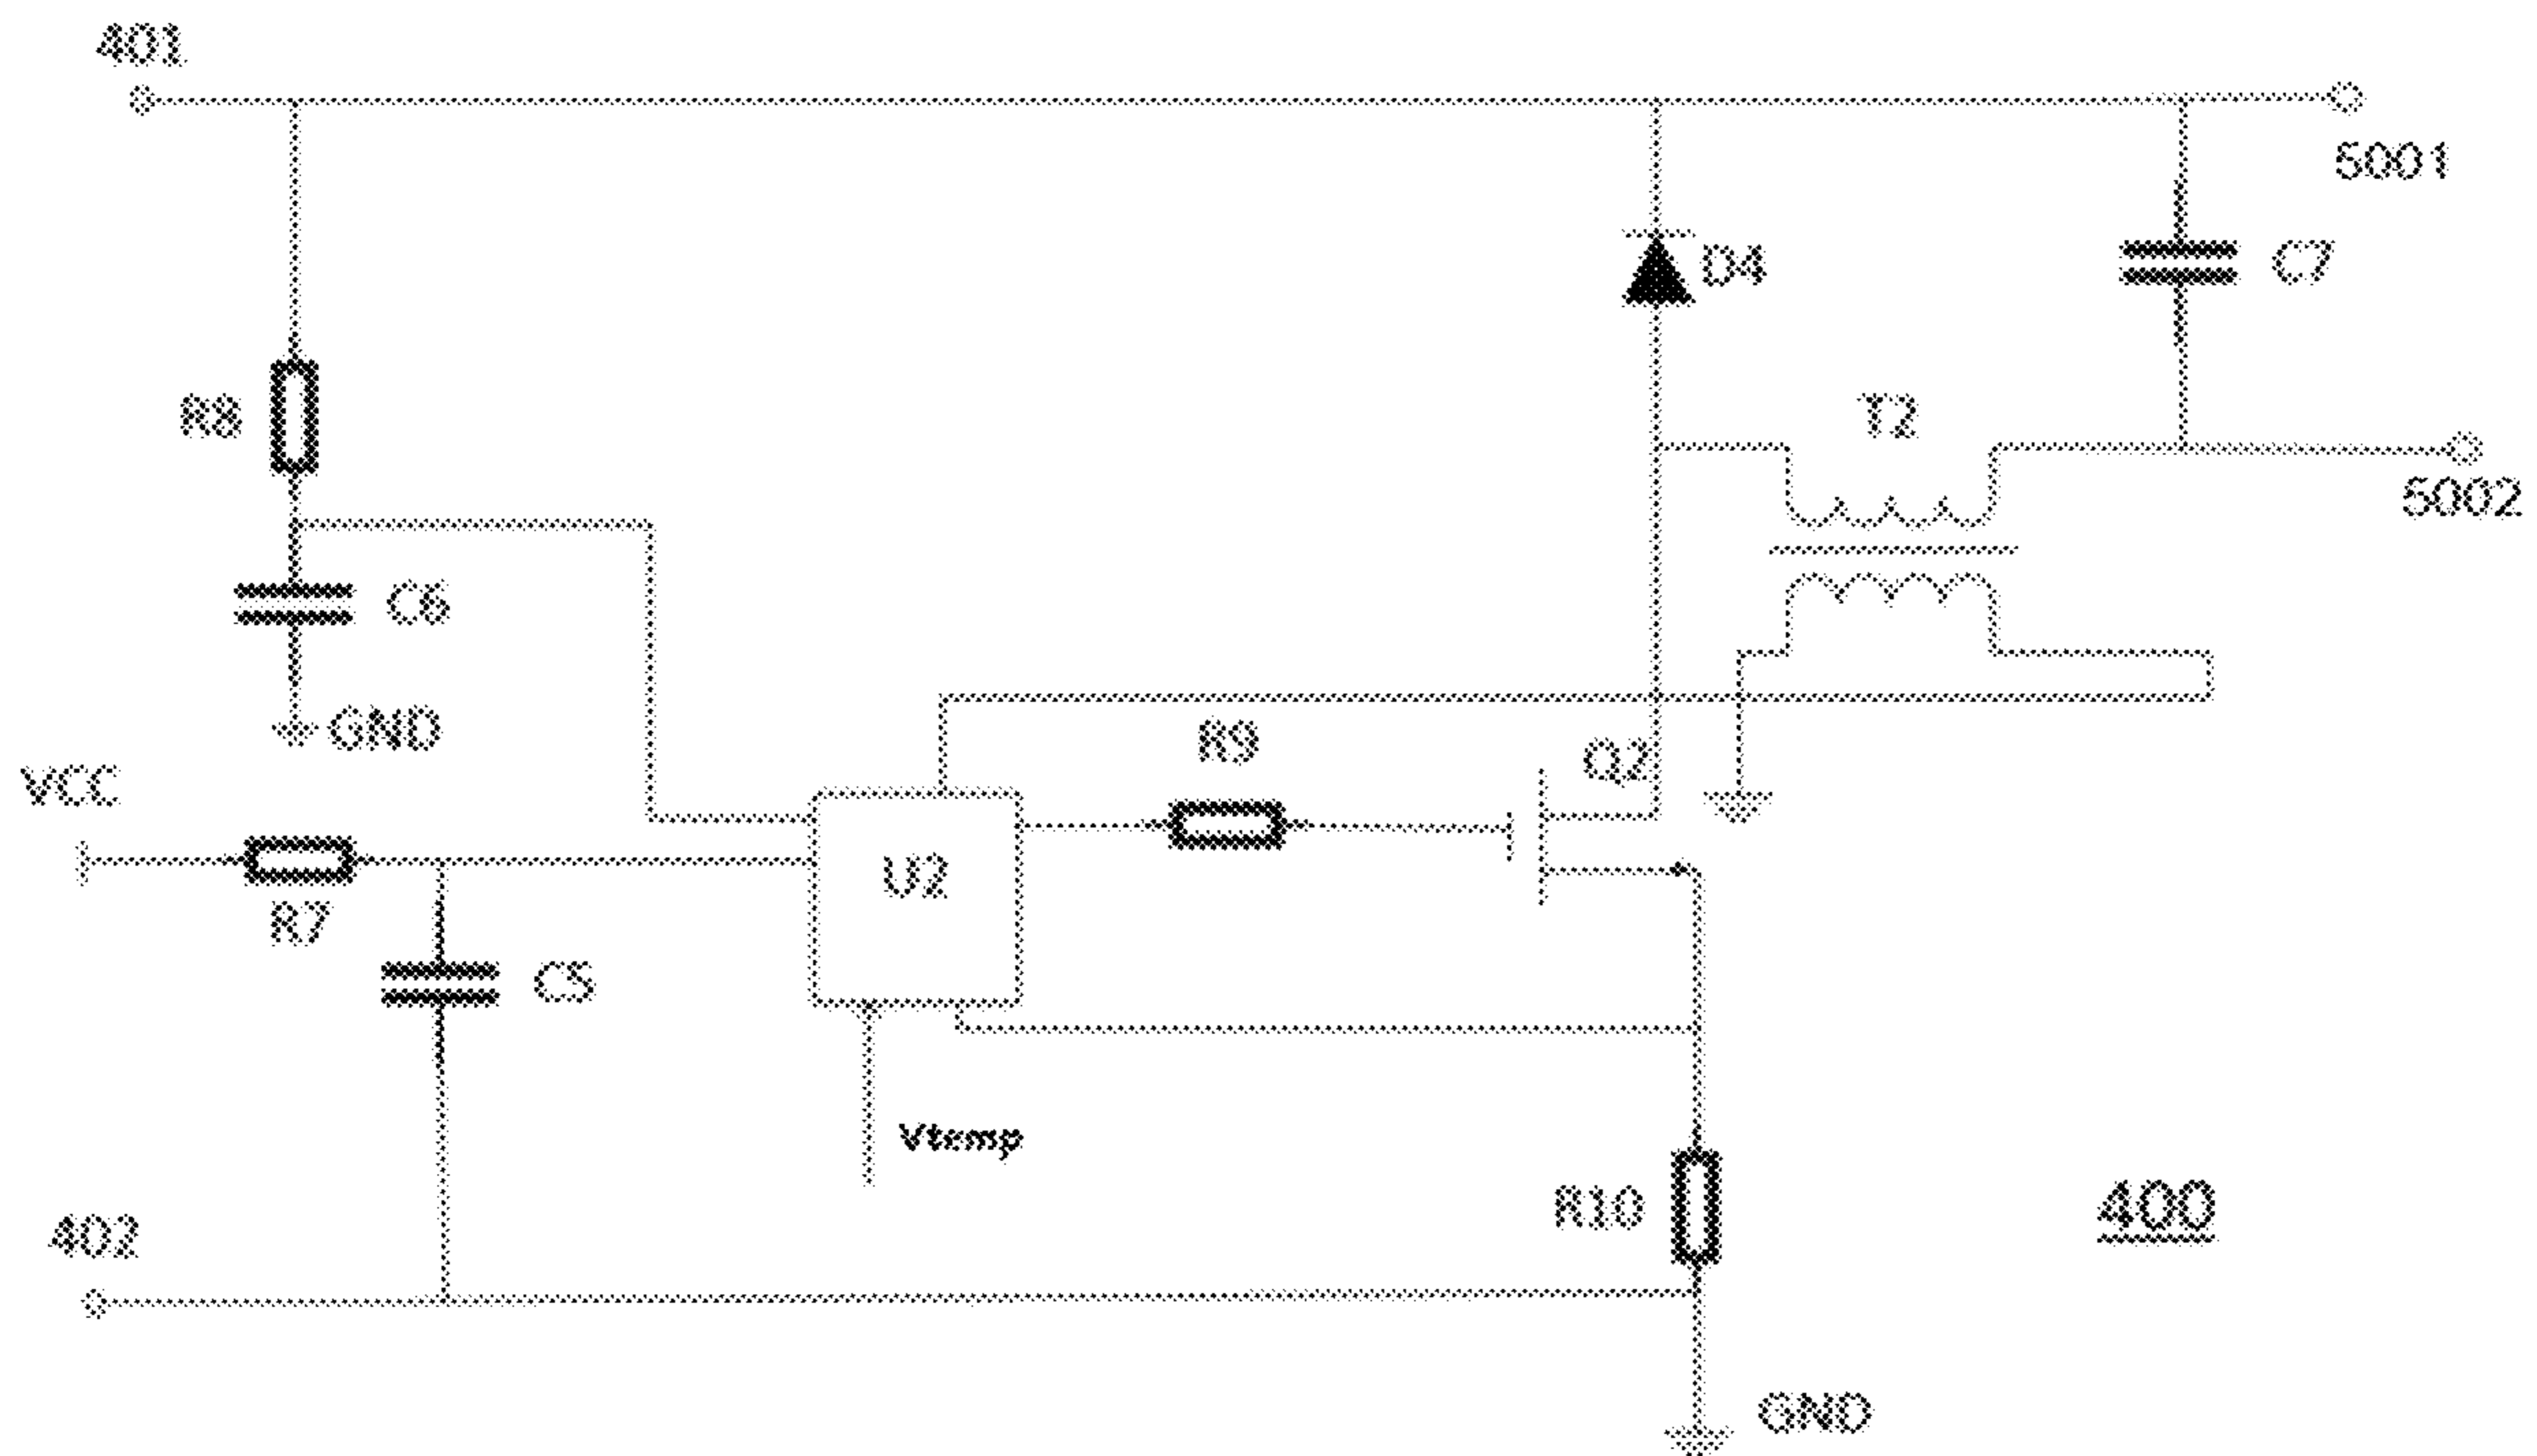 401
5001
D4
C7
T2
R8
5002
C6
GND
R9
Q2
VCC
U2
R7
C5
Vtemp
R10
400
402
GND